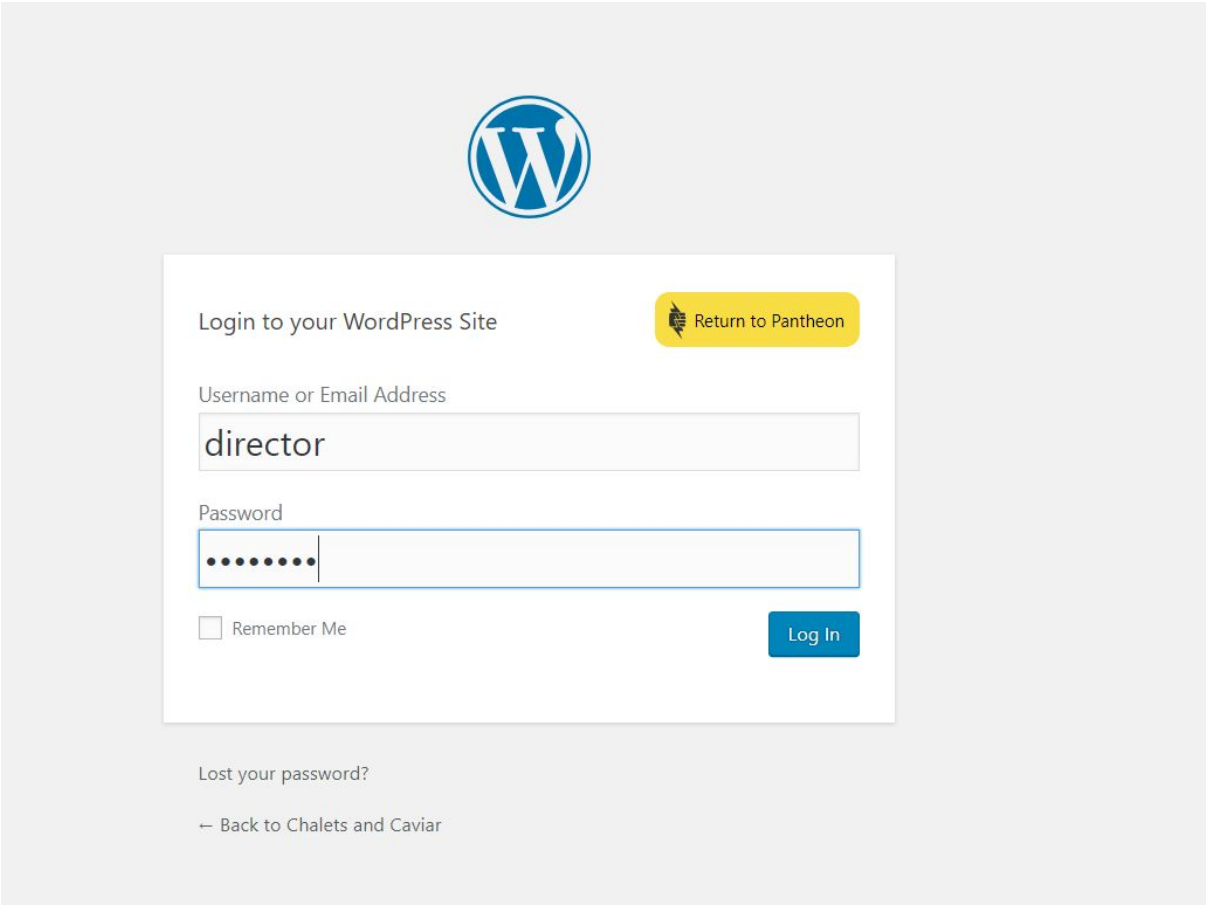 Login to your WordPress Site
Return to Pantheon
Username or Email Address
director
Password
••••••••
Remember Me
Log In
Lost your password?
← Back to Chalets and Caviar